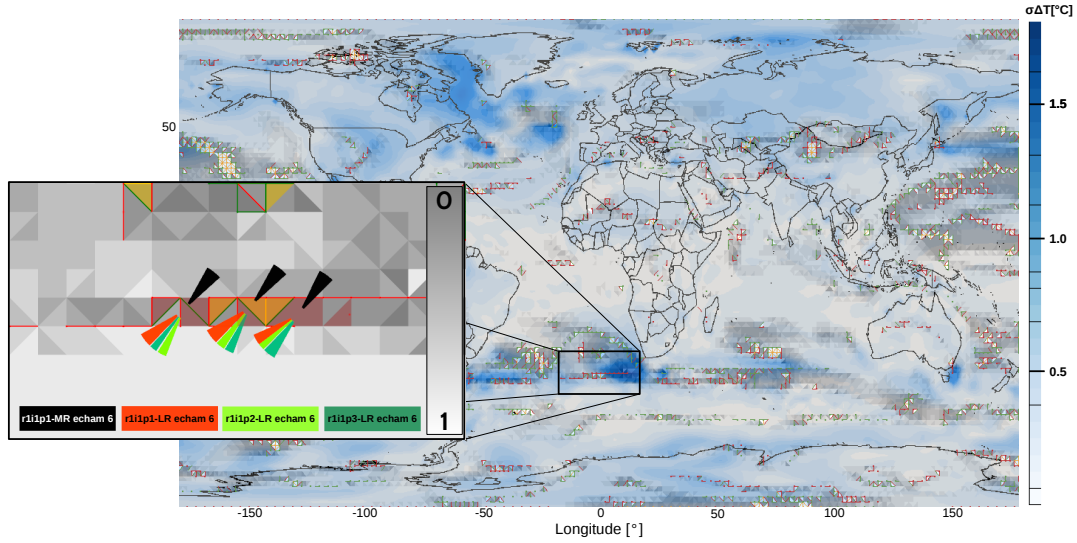 σΔT[°C]
1.5
50
0
1.0
0.5
1
r1i1p1-MR echam 6 r1i1p1-LR echam 6 r1i1p2-LR echam 6 r1i1p3-LR echam 6
-150 -100 -50 0 50 100 150
Longitude [°]